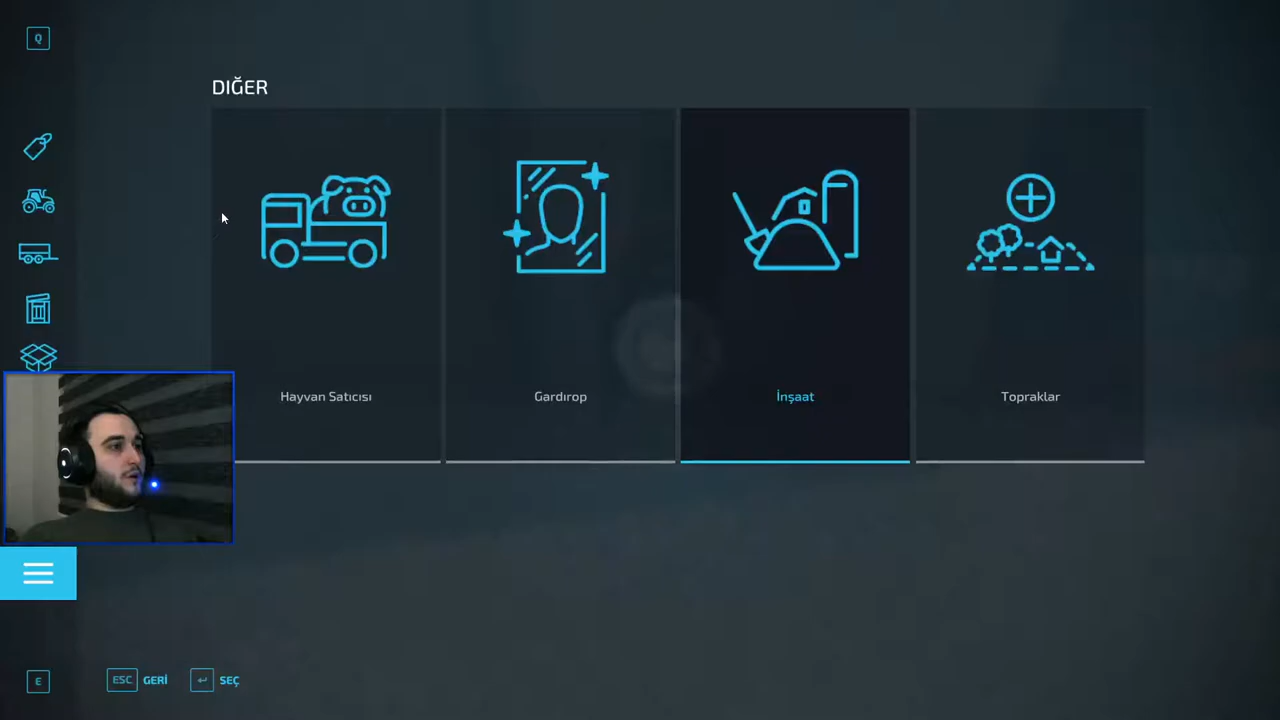 Q
DIĞER
Hayvan Satıcısı
Gardırop
İnşaat
Topraklar
E
ESC GERİ
SEÇ